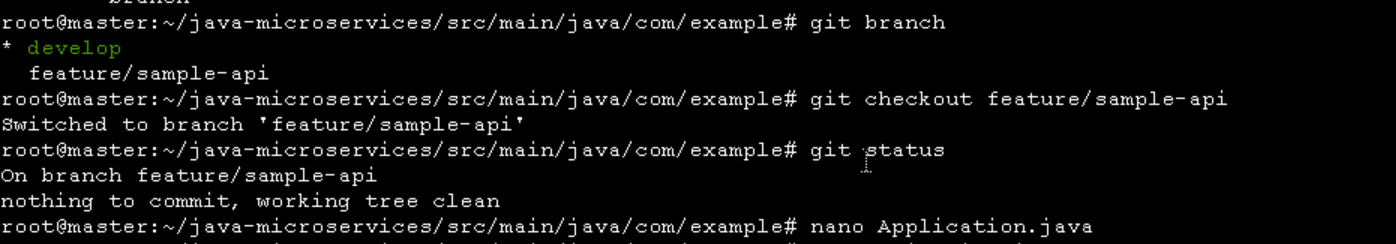 branch
root@master:~/java-microservices/src/main/java/com/example# git branch
* develop
  feature/sample-api
root@master:~/java-microservices/src/main/java/com/example# git checkout feature/sample-api
Switched to branch 'feature/sample-api'
root@master:~/java-microservices/src/main/java/com/example# git status
On branch feature/sample-api
nothing to commit, working tree clean
root@master:~/java-microservices/src/main/java/com/example# nano Application.java